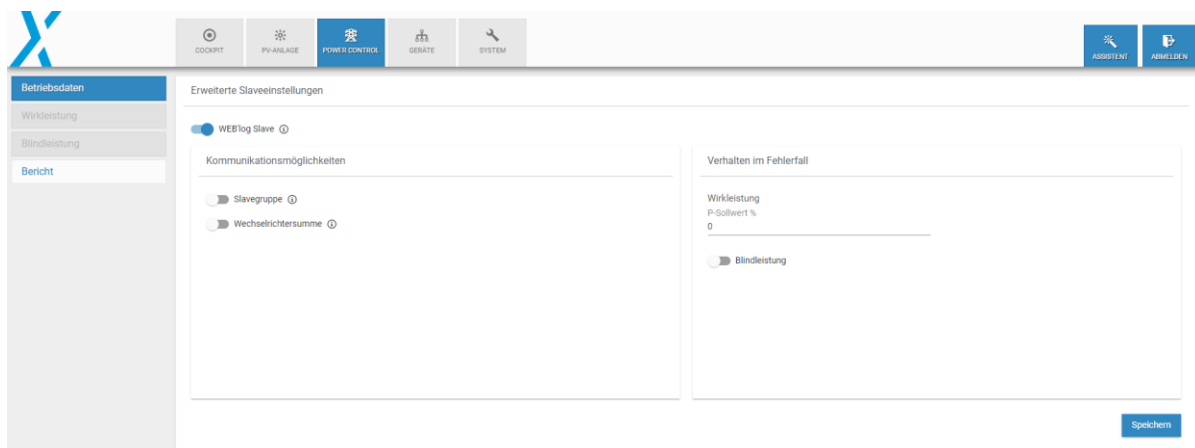 COCKPIT
PV-ANLAGE
POWER CONTROL
GERÄTE
SYSTEM
ASSISTENT
ABMELDEN
Betriebsdaten
Wirkleistung
Blindleistung
Bericht
Erweiterte Slaveeinstellungen
WEB'log Slave
Kommunikationsmöglichkeiten
Slavegruppe
Wechselrichtersumme
Verhalten im Fehlerfall
Wirkleistung
P-Sollwert %
0
Blindleistung
Speichern